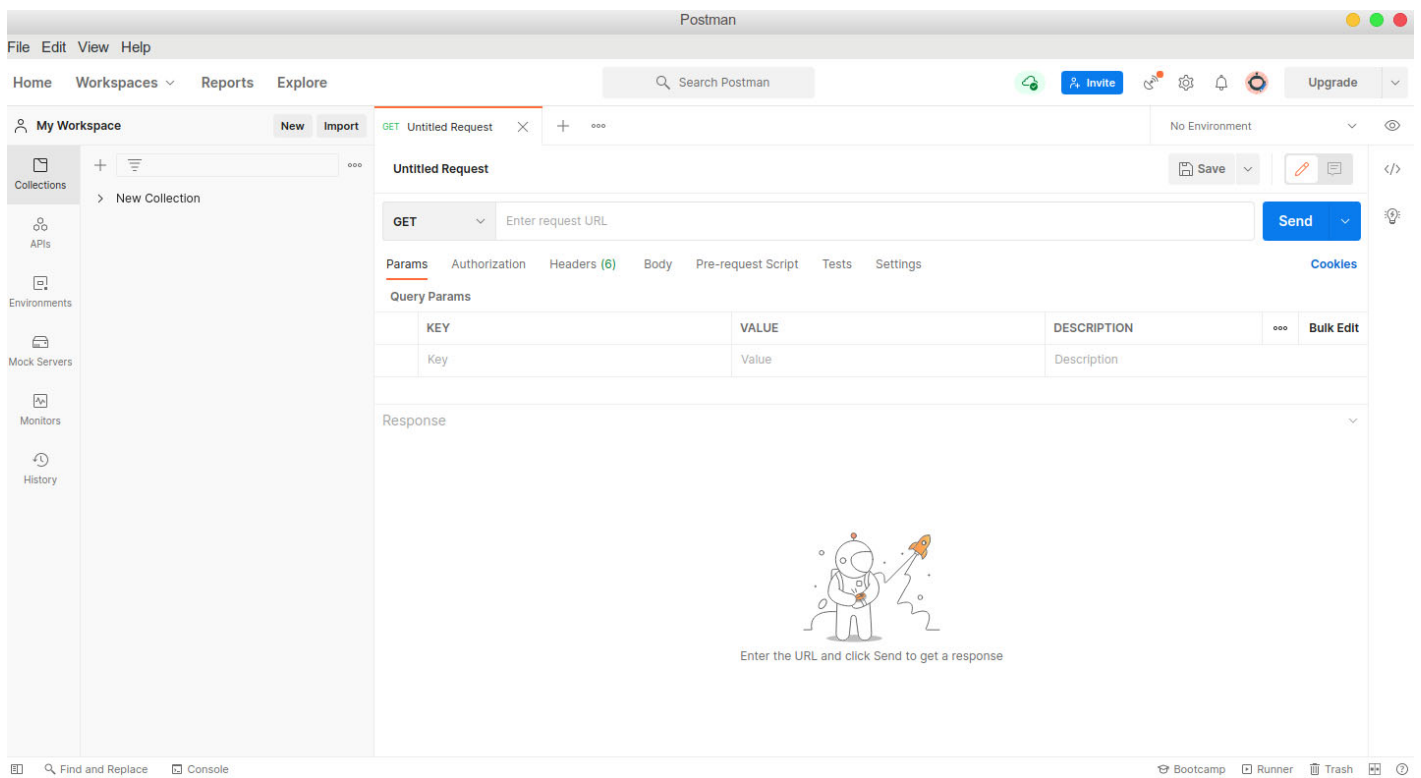 Postman
File Edit View Help
Home Workspaces Reports Explore Search Postman Invite Upgrade
My Workspace New Import GET Untitled Request No Environment
Collections
APIs
Environments
Mock Servers
Monitors
History
New Collection
Untitled Request Save
GET Enter request URL Send
Params Authorization Headers (6) Body Pre-request Script Tests Settings Cookies
Query Params
KEY VALUE DESCRIPTION Bulk Edit
Key Value Description
Response
Enter the URL and click Send to get a response
Find and Replace Console Bootcamp Runner Trash